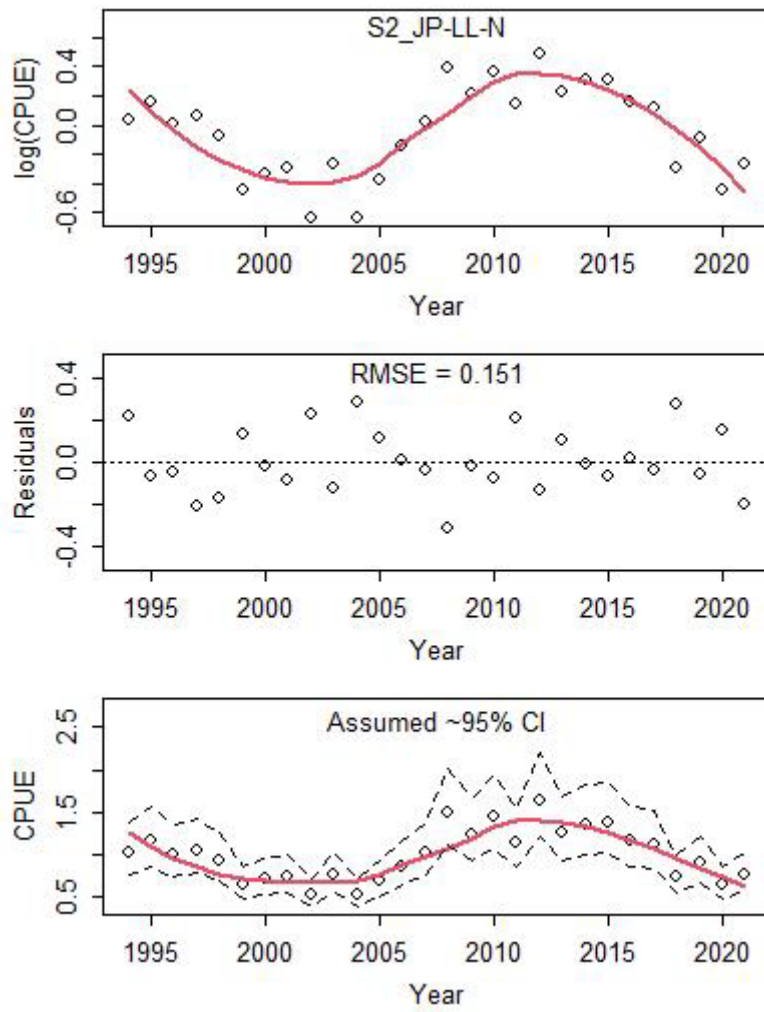 S2_JP-LL-N
log(CPUE)
0.4
0.0
-0.6
1995 2000 2005 2010 2015 2020
Year
RMSE = 0.151
Residuals
0.4
0.0
-0.4
1995 2000 2005 2010 2015 2020
Year
Assumed ~95% CI
CPUE
2.5
1.5
0.5
1995 2000 2005 2010 2015 2020
Year